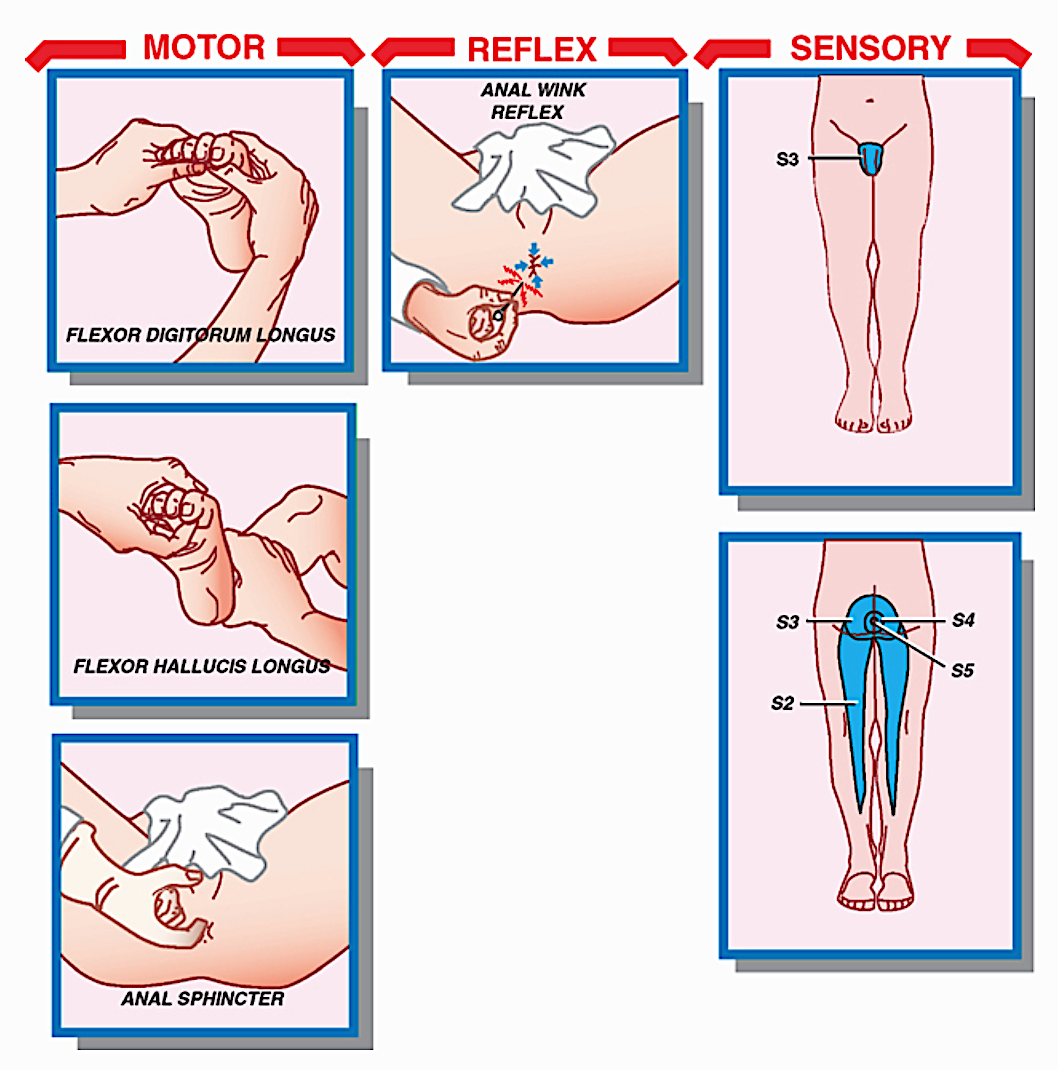 MOTOR
REFLEX
SENSORY
FLEXOR DIGITORUM LONGUS
ANAL WINK
REFLEX
S3
FLEXOR HALLUCIS LONGUS
S3
S4
S5
S2
ANAL SPHINCTER